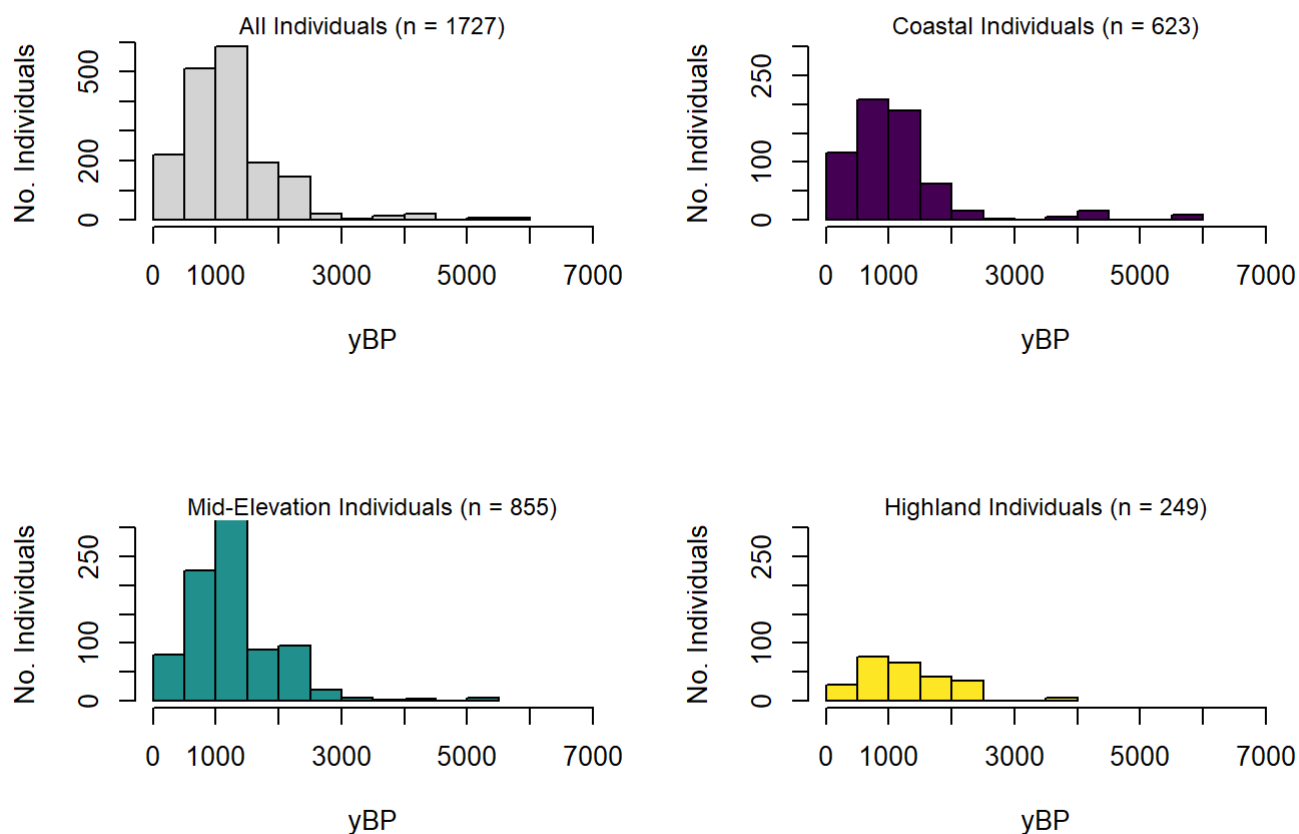 All Individuals (n = 1727)
No. Individuals
0 200 500
0 1000 3000 5000 7000
yBP
Coastal Individuals (n = 623)
No. Individuals
0 100 250
0 1000 3000 5000 7000
yBP
Mid-Elevation Individuals (n = 855)
No. Individuals
0 100 250
0 1000 3000 5000 7000
yBP
Highland Individuals (n = 249)
No. Individuals
0 100 250
0 1000 3000 5000 7000
yBP